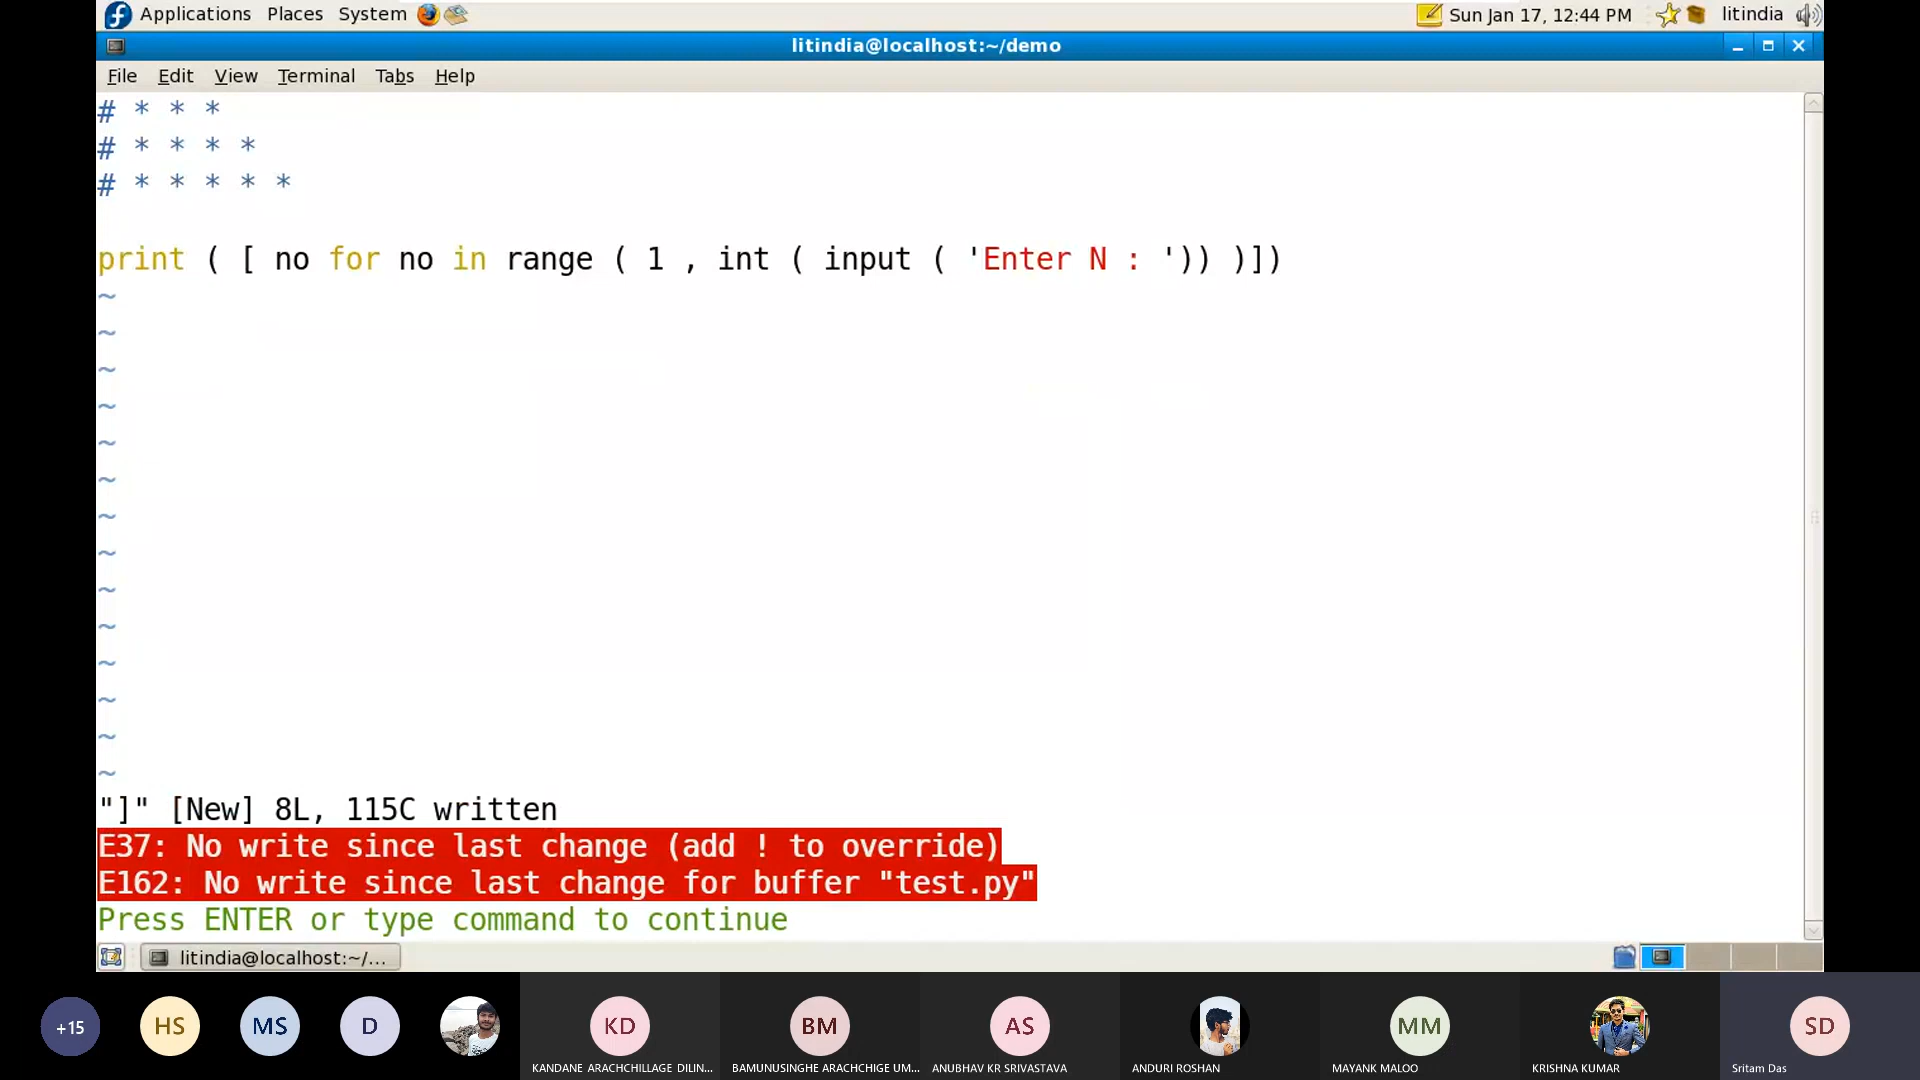 Applications Places System Sun Jan 17, 12:44 PM litindia
litindia@localhost:~/demo
File Edit View Terminal Tabs Help
# * * *
# * * * *
# * * * * *
print ( [ no for no in range ( 1 , int ( input ( 'Enter N : ')) )])
~
~
~
~
~
~
~
~
~
~
~
~
~
~
"]" [New] 8L, 115C written
E37: No write since last change (add ! to override)
E162: No write since last change for buffer "test.py"
Press ENTER or type command to continue
litindia@localhost:~/...
+15 HS MS D KD BM AS MM SD
KANDANE ARACHCHILLAGE DILIN... BAMUNUSINGHE ARACHCHIGE UM... ANUBHAV KR SRIVASTAVA ANDURI ROSHAN MAYANK MALOO KRISHNA KUMAR Sritam Das